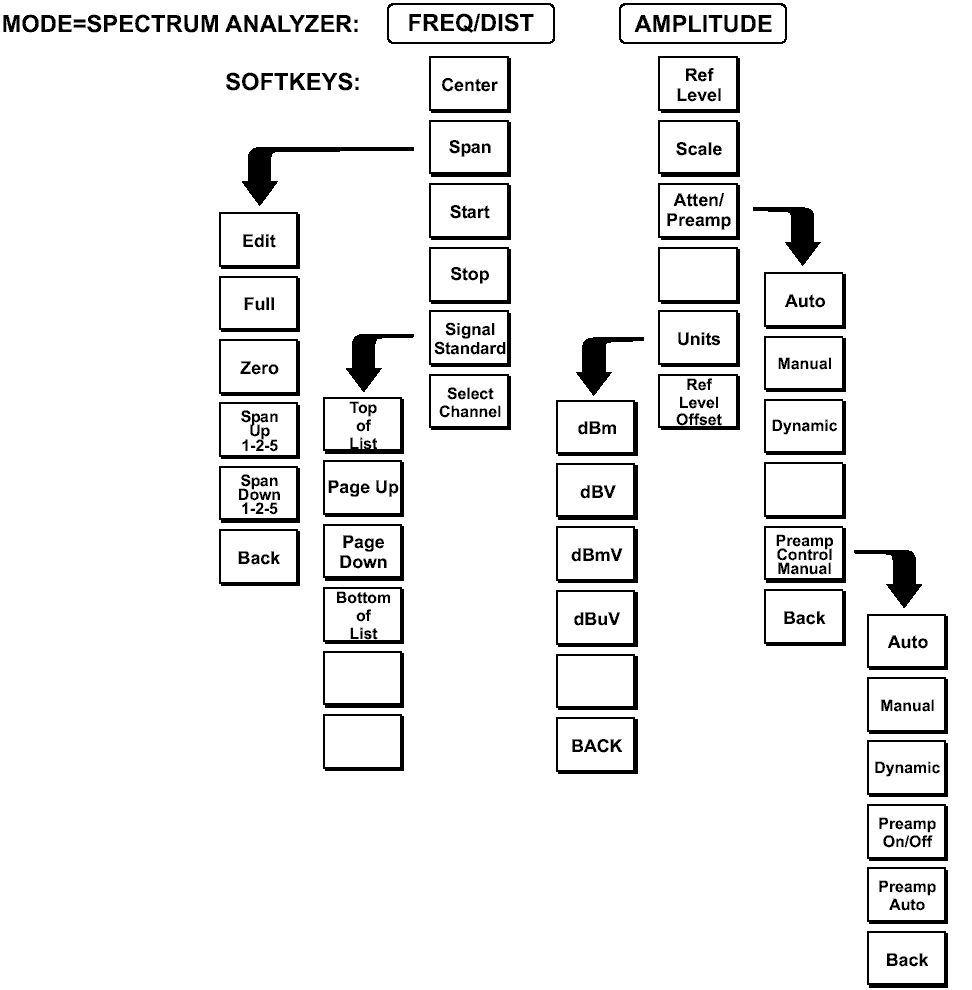 MODE=SPECTRUM ANALYZER:
FREQ/DIST
AMPLITUDE
SOFTKEYS:
Center
Span
Start
Stop
Signal
Standard
Select
Channel
Edit
Full
Zero
Span
Up
1-2-5
Span
Down
1-2-5
Back
Top
of
List
Page Up
Page
Down
Bottom
of
List
Ref
Level
Scale
Atten/
Preamp
Units
Ref
Level
Offset
dBm
dBV
dBmV
dBuV
BACK
Auto
Manual
Dynamic
Preamp
Control
Manual
Back
Auto
Manual
Dynamic
Preamp
On/Off
Preamp
Auto
Back